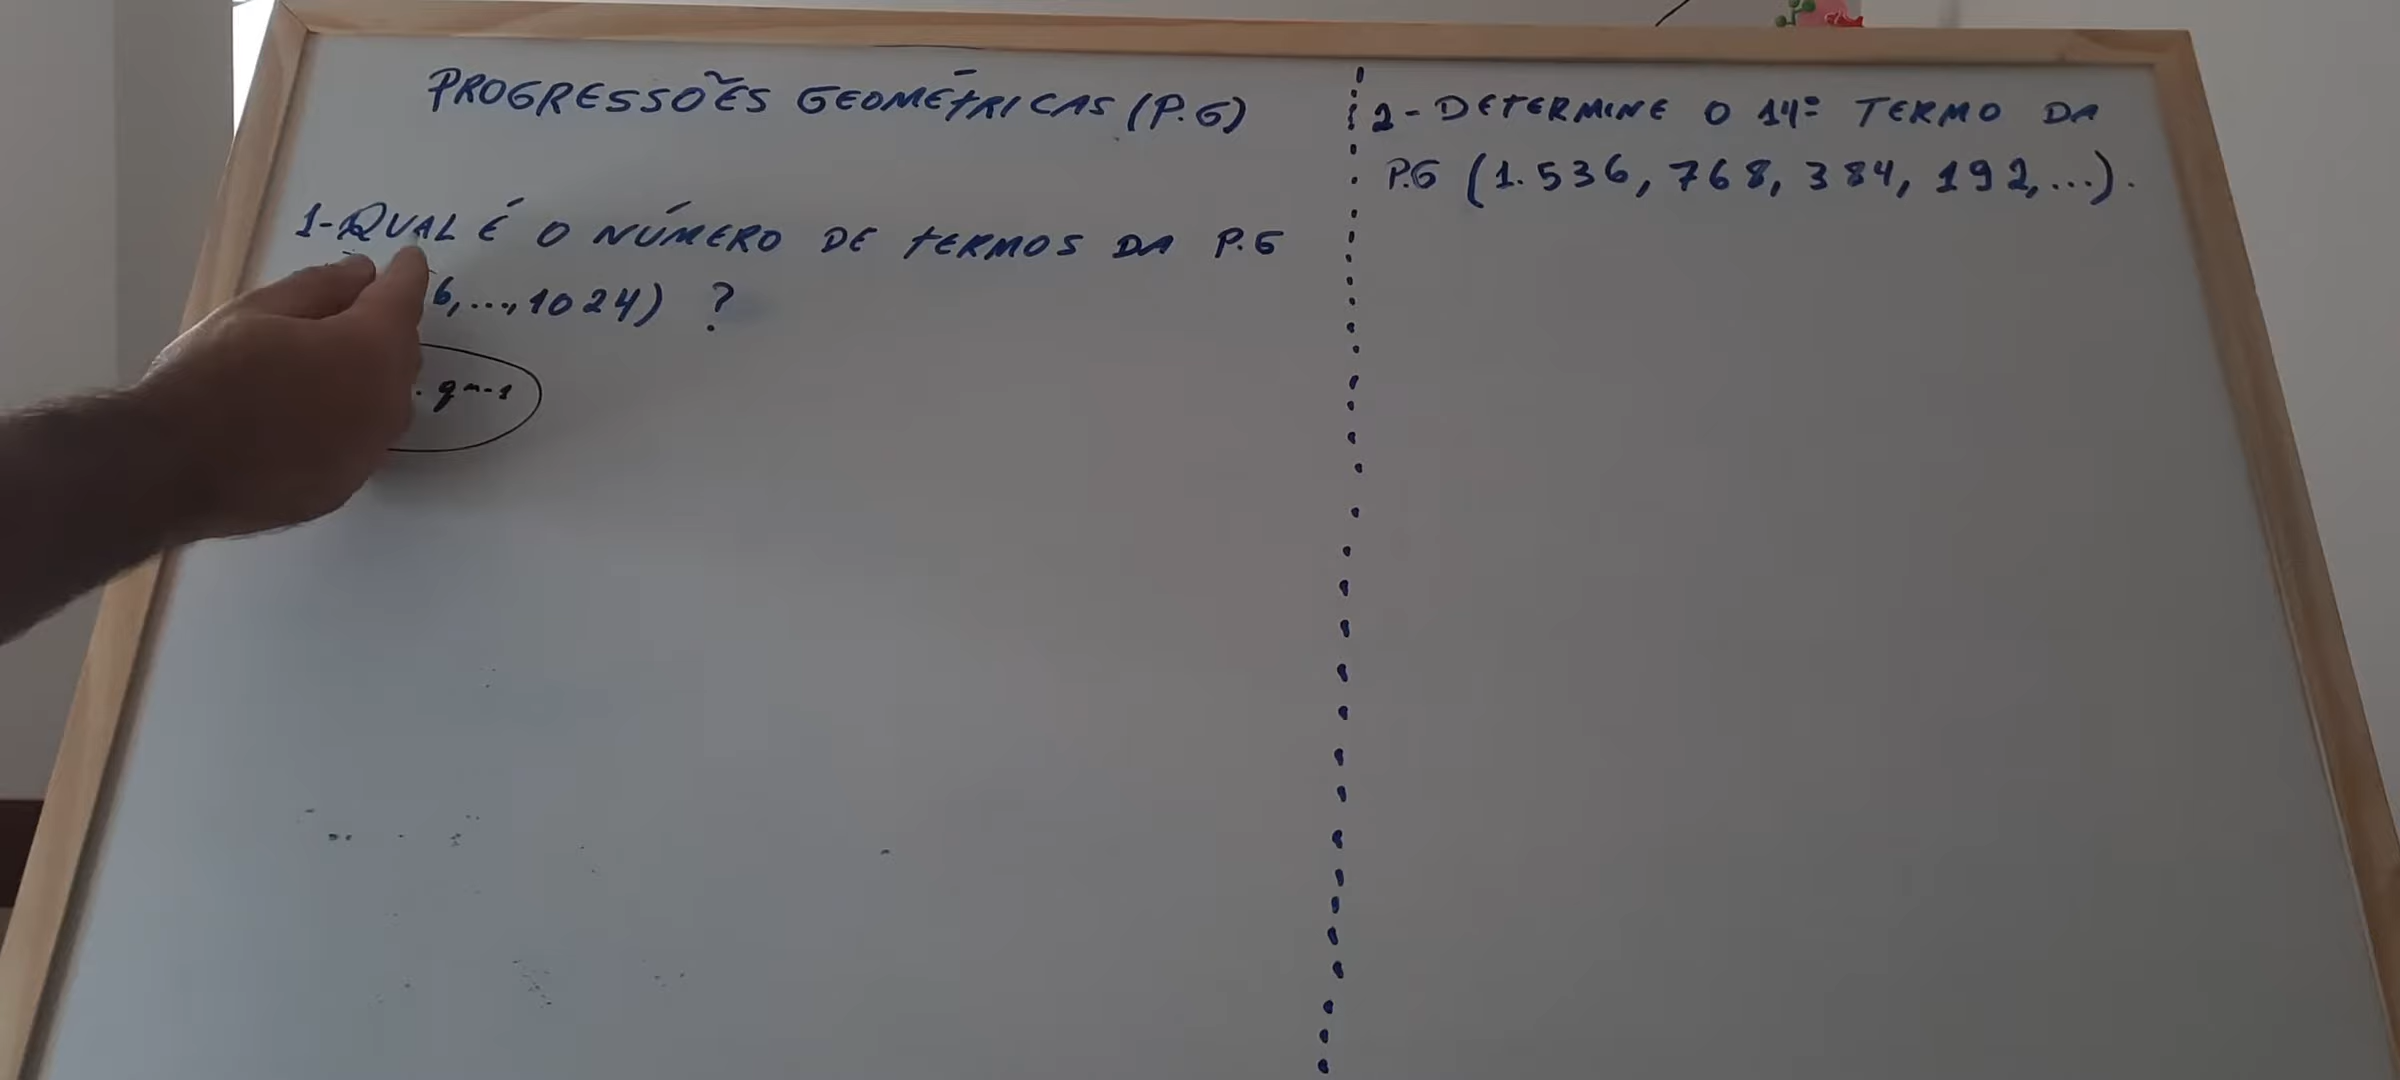 PROGRESSÕES GEOMÉTRICAS (P.G)
1-QUAL É O NÚMERO DE TERMOS DA P.G
6,...,1024) ?
. qⁿ⁻¹
2-DETERMINE O 14º TERMO DA
P.G (1.536, 768, 384, 192,...).